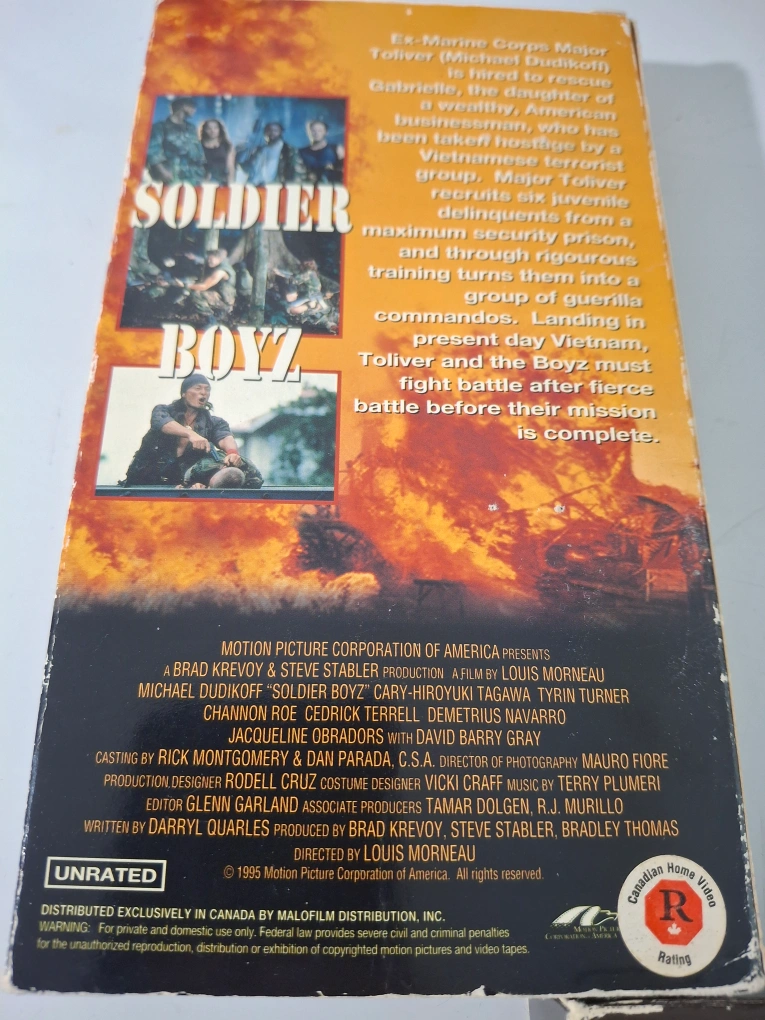 Ex-Marine Corps Major
Toliver (Michael Dudikoff)
is hired to rescue
Gabrielle, the daughter of
a wealthy, American
businessman, who has
been taken hostage by a
Vietnamese terrorist
group. Major Toliver
recruits six juvenile
delinquents from a
maximum security prison,
and through rigourous
training turns them into a
group of guerilla
commandos. Landing in
present day Vietnam,
Toliver and the Boyz must
fight battle after fierce
battle before their mission
is complete.
SOLDIER
BOYZ
MOTION PICTURE CORPORATION OF AMERICA PRESENTS
A BRAD KREVOY & STEVE STABLER PRODUCTION A FILM BY LOUIS MORNEAU
MICHAEL DUDIKOFF "SOLDIER BOYZ" CARY-HIROYUKI TAGAWA TYRIN TURNER
CHANNON ROE CEDRICK TERRELL DEMETRIUS NAVARRO
JACQUELINE OBRADORS WITH DAVID BARRY GRAY
CASTING BY RICK MONTGOMERY & DAN PARADA, C.S.A. DIRECTOR OF PHOTOGRAPHY MAURO FIORE
PRODUCTION DESIGNER RODELL CRUZ COSTUME DESIGNER VICKI CRAFF MUSIC BY TERRY PLUMERI
EDITOR GLENN GARLAND ASSOCIATE PRODUCERS TAMAR DOLGEN, R.J. MURILLO
WRITTEN BY DARRYL QUARLES PRODUCED BY BRAD KREVOY, STEVE STABLER, BRADLEY THOMAS
DIRECTED BY LOUIS MORNEAU
© 1995 Motion Picture Corporation of America. All rights reserved.
UNRATED
DISTRIBUTED EXCLUSIVELY IN CANADA BY MALOFILM DISTRIBUTION, INC.
WARNING: For private and domestic use only. Federal law provides severe civil and criminal penalties
for the unauthorized reproduction, distribution or exhibition of copyrighted motion pictures and video tapes.
MOTION PICTU
CORPORATION of AMERICA
Canadian Home Video
R
Rating